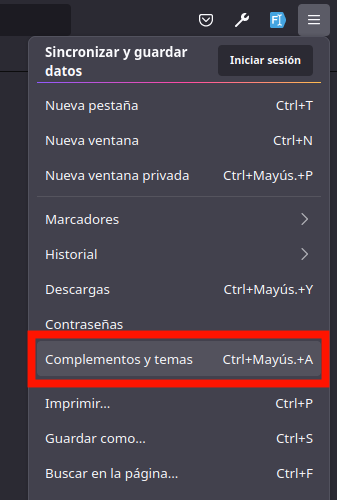 Sincronizar y guardar
datos
Iniciar sesión
Nueva pestaña Ctrl+T
Nueva ventana Ctrl+N
Nueva ventana privada Ctrl+Mayús.+P
Marcadores
Historial
Descargas Ctrl+Mayús.+Y
Contraseñas
Complementos y temas Ctrl+Mayús.+A
Imprimir... Ctrl+P
Guardar como... Ctrl+S
Buscar en la página... Ctrl+F